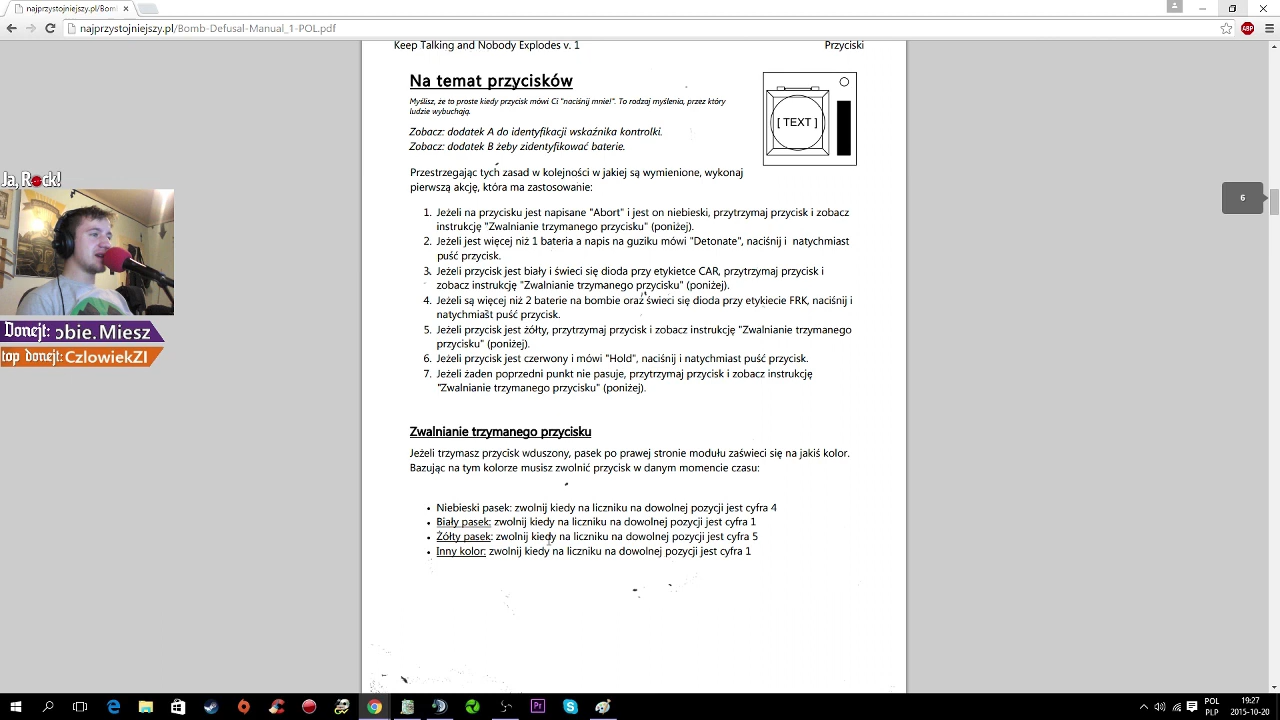 najprzystojniejszy.pl/Boml
najprzystojniejszy.pl/Bomb-Defusal-Manual_1-POL.pdf
ABP
Keep Talking and Nobody Explodes v. 1
Przyciski
Na temat przycisków
Myślisz, że to proste kiedy przycisk mówi Ci "naciśnij mnie!". To rodzaj myślenia, przez który
ludzie wybuchają.
[ TEXT ]
Zobacz: dodatek A do identyfikacji wskaźnika kontrolki.
Zobacz: dodatek B żeby zidentyfikować baterie.
Przestrzegając tych zasad w kolejności w jakiej są wymienione, wykonaj
pierwszą akcję, która ma zastosowanie:
1. Jeżeli na przycisku jest napisane "Abort" i jest on niebieski, przytrzymaj przycisk i zobacz
instrukcję "Zwalnianie trzymanego przycisku" (poniżej).
2. Jeżeli jest więcej niż 1 bateria a napis na guziku mówi "Detonate", naciśnij i natychmiast
puść przycisk.
3. Jeżeli przycisk jest biały i świeci się dioda przy etykietce CAR, przytrzymaj przycisk i
zobacz instrukcję "Zwalnianie trzymanego przycisku" (poniżej).
4. Jeżeli są więcej niż 2 baterie na bombie oraz świeci się dioda przy etykiecie FRK, naciśnij i
natychmiast puść przycisk.
5. Jeżeli przycisk jest żółty, przytrzymaj przycisk i zobacz instrukcję "Zwalnianie trzymanego
przycisku" (poniżej).
6. Jeżeli przycisk jest czerwony i mówi "Hold", naciśnij i natychmiast puść przycisk.
7. Jeżeli żaden poprzedni punkt nie pasuje, przytrzymaj przycisk i zobacz instrukcję
"Zwalnianie trzymanego przycisku" (poniżej).
Zwalnianie trzymanego przycisku
Jeżeli trzymasz przycisk wduszony, pasek po prawej stronie modułu zaświeci się na jakiś kolor.
Bazując na tym kolorze musisz zwolnić przycisk w danym momencie czasu:
• Niebieski pasek: zwolnij kiedy na liczniku na dowolnej pozycji jest cyfra 4
• Biały pasek: zwolnij kiedy na liczniku na dowolnej pozycji jest cyfra 1
• Żółty pasek: zwolnij kiedy na liczniku na dowolnej pozycji jest cyfra 5
• Inny kolor: zwolnij kiedy na liczniku na dowolnej pozycji jest cyfra 1
6
Ja, Rock!
Donejt: obie.Miesz
top donejt: CzlowiekZI
Pr
POL
PLP
19:27
2015-10-20